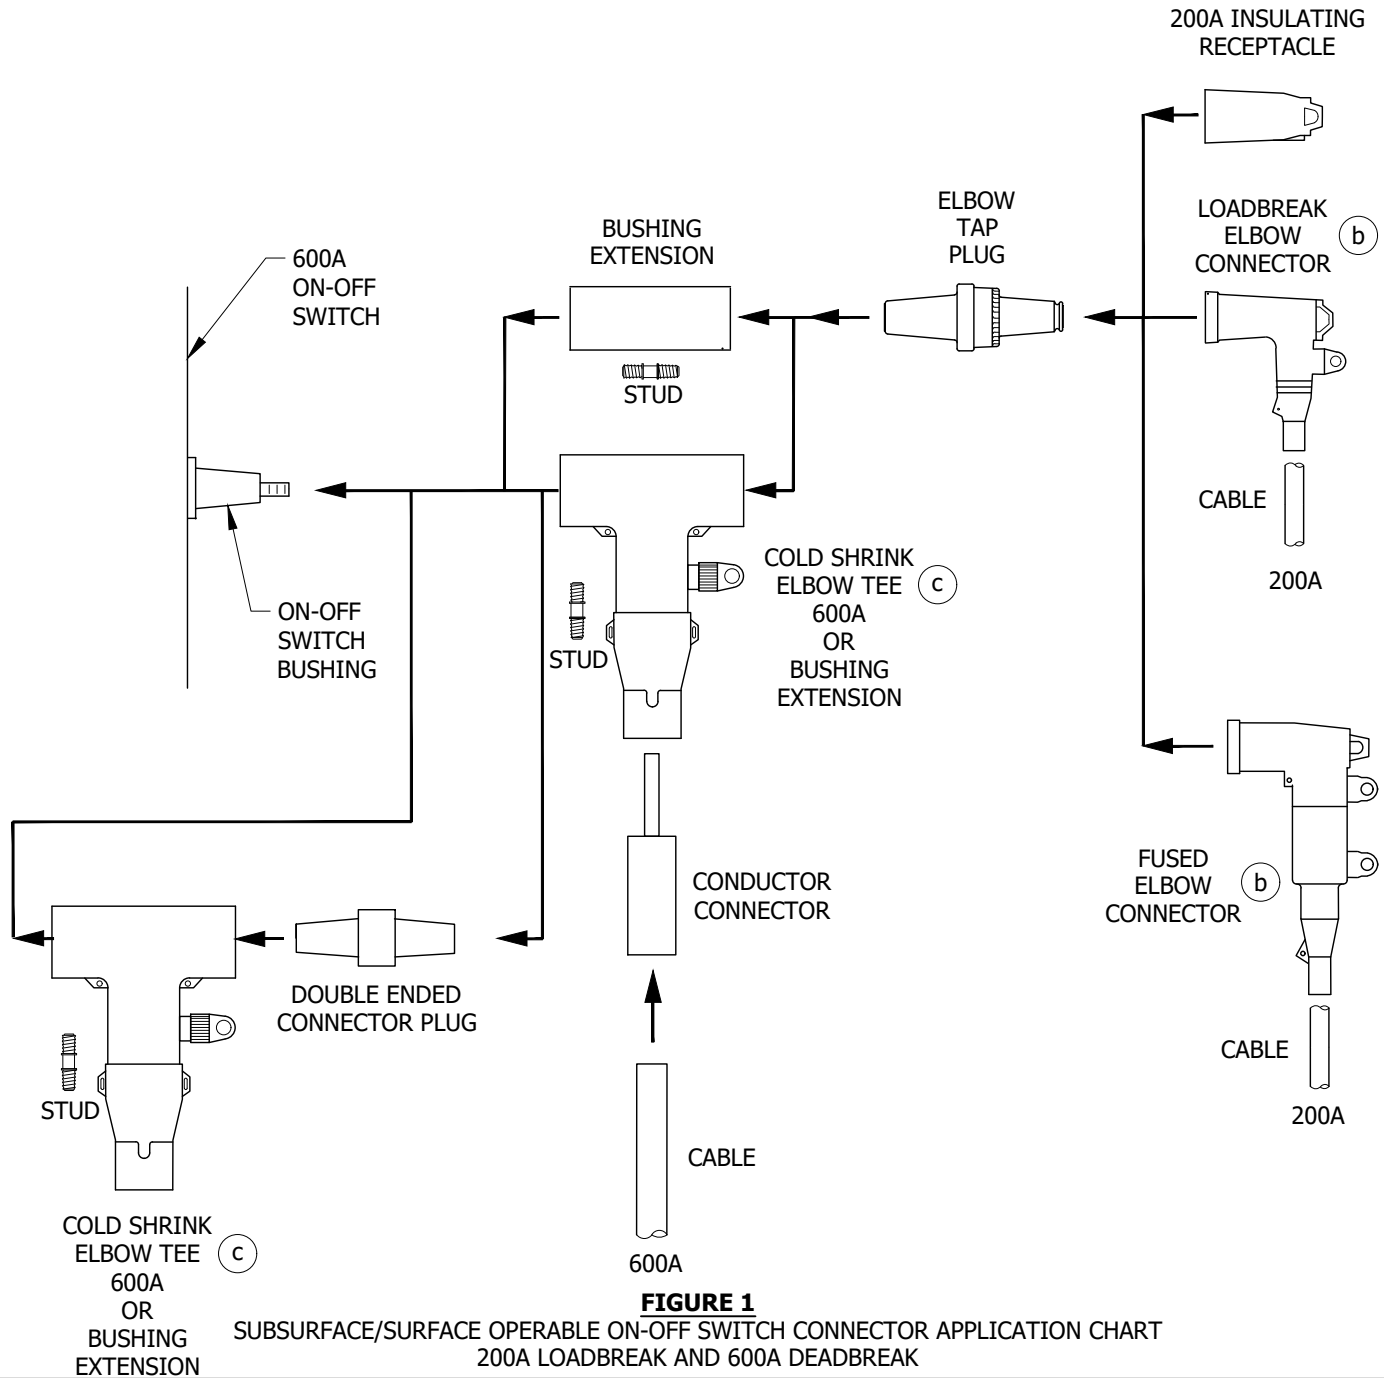 200A INSULATING
RECEPTACLE
ELBOW
TAP
PLUG
LOADBREAK
ELBOW
CONNECTOR
b
BUSHING
EXTENSION
600A
ON-OFF
SWITCH
STUD
CABLE
200A
COLD SHRINK
ELBOW TEE
600A
OR
BUSHING
EXTENSION
c
ON-OFF
SWITCH
BUSHING
STUD
CONDUCTOR
CONNECTOR
FUSED
ELBOW
CONNECTOR
b
DOUBLE ENDED
CONNECTOR PLUG
CABLE
200A
STUD
CABLE
600A
COLD SHRINK
ELBOW TEE
600A
OR
BUSHING
EXTENSION
c
FIGURE 1
SUBSURFACE/SURFACE OPERABLE ON-OFF SWITCH CONNECTOR APPLICATION CHART
200A LOADBREAK AND 600A DEADBREAK